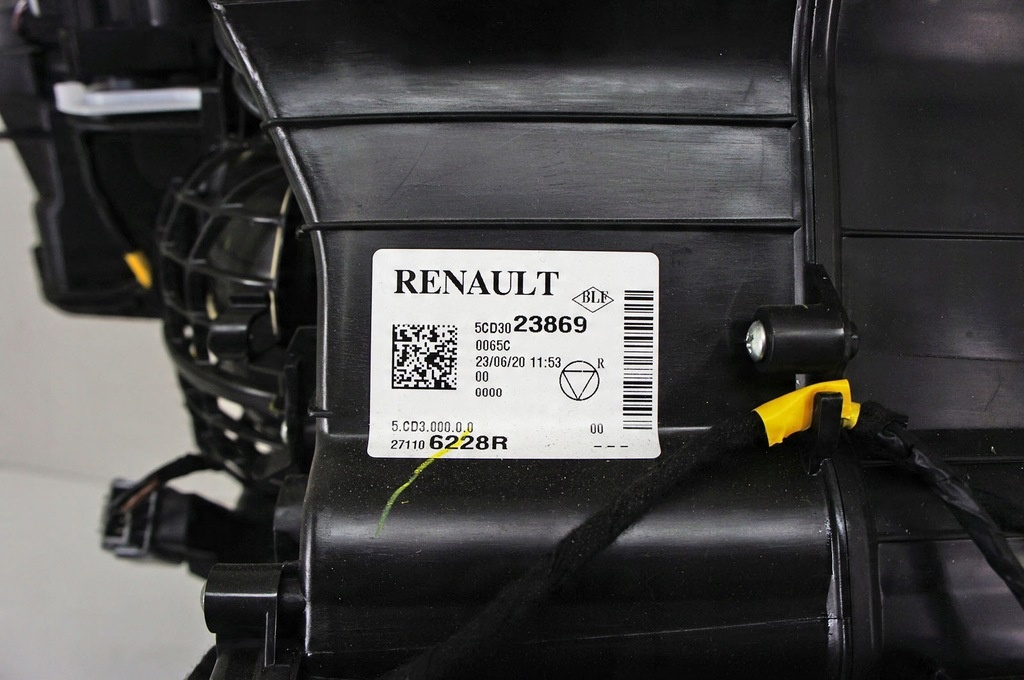 RENAULT
BLF
5CD30 23869
0065C
23/06/20 11:53
R
00
0000
5.CD3.000.0.0 00
27110 6228R ---